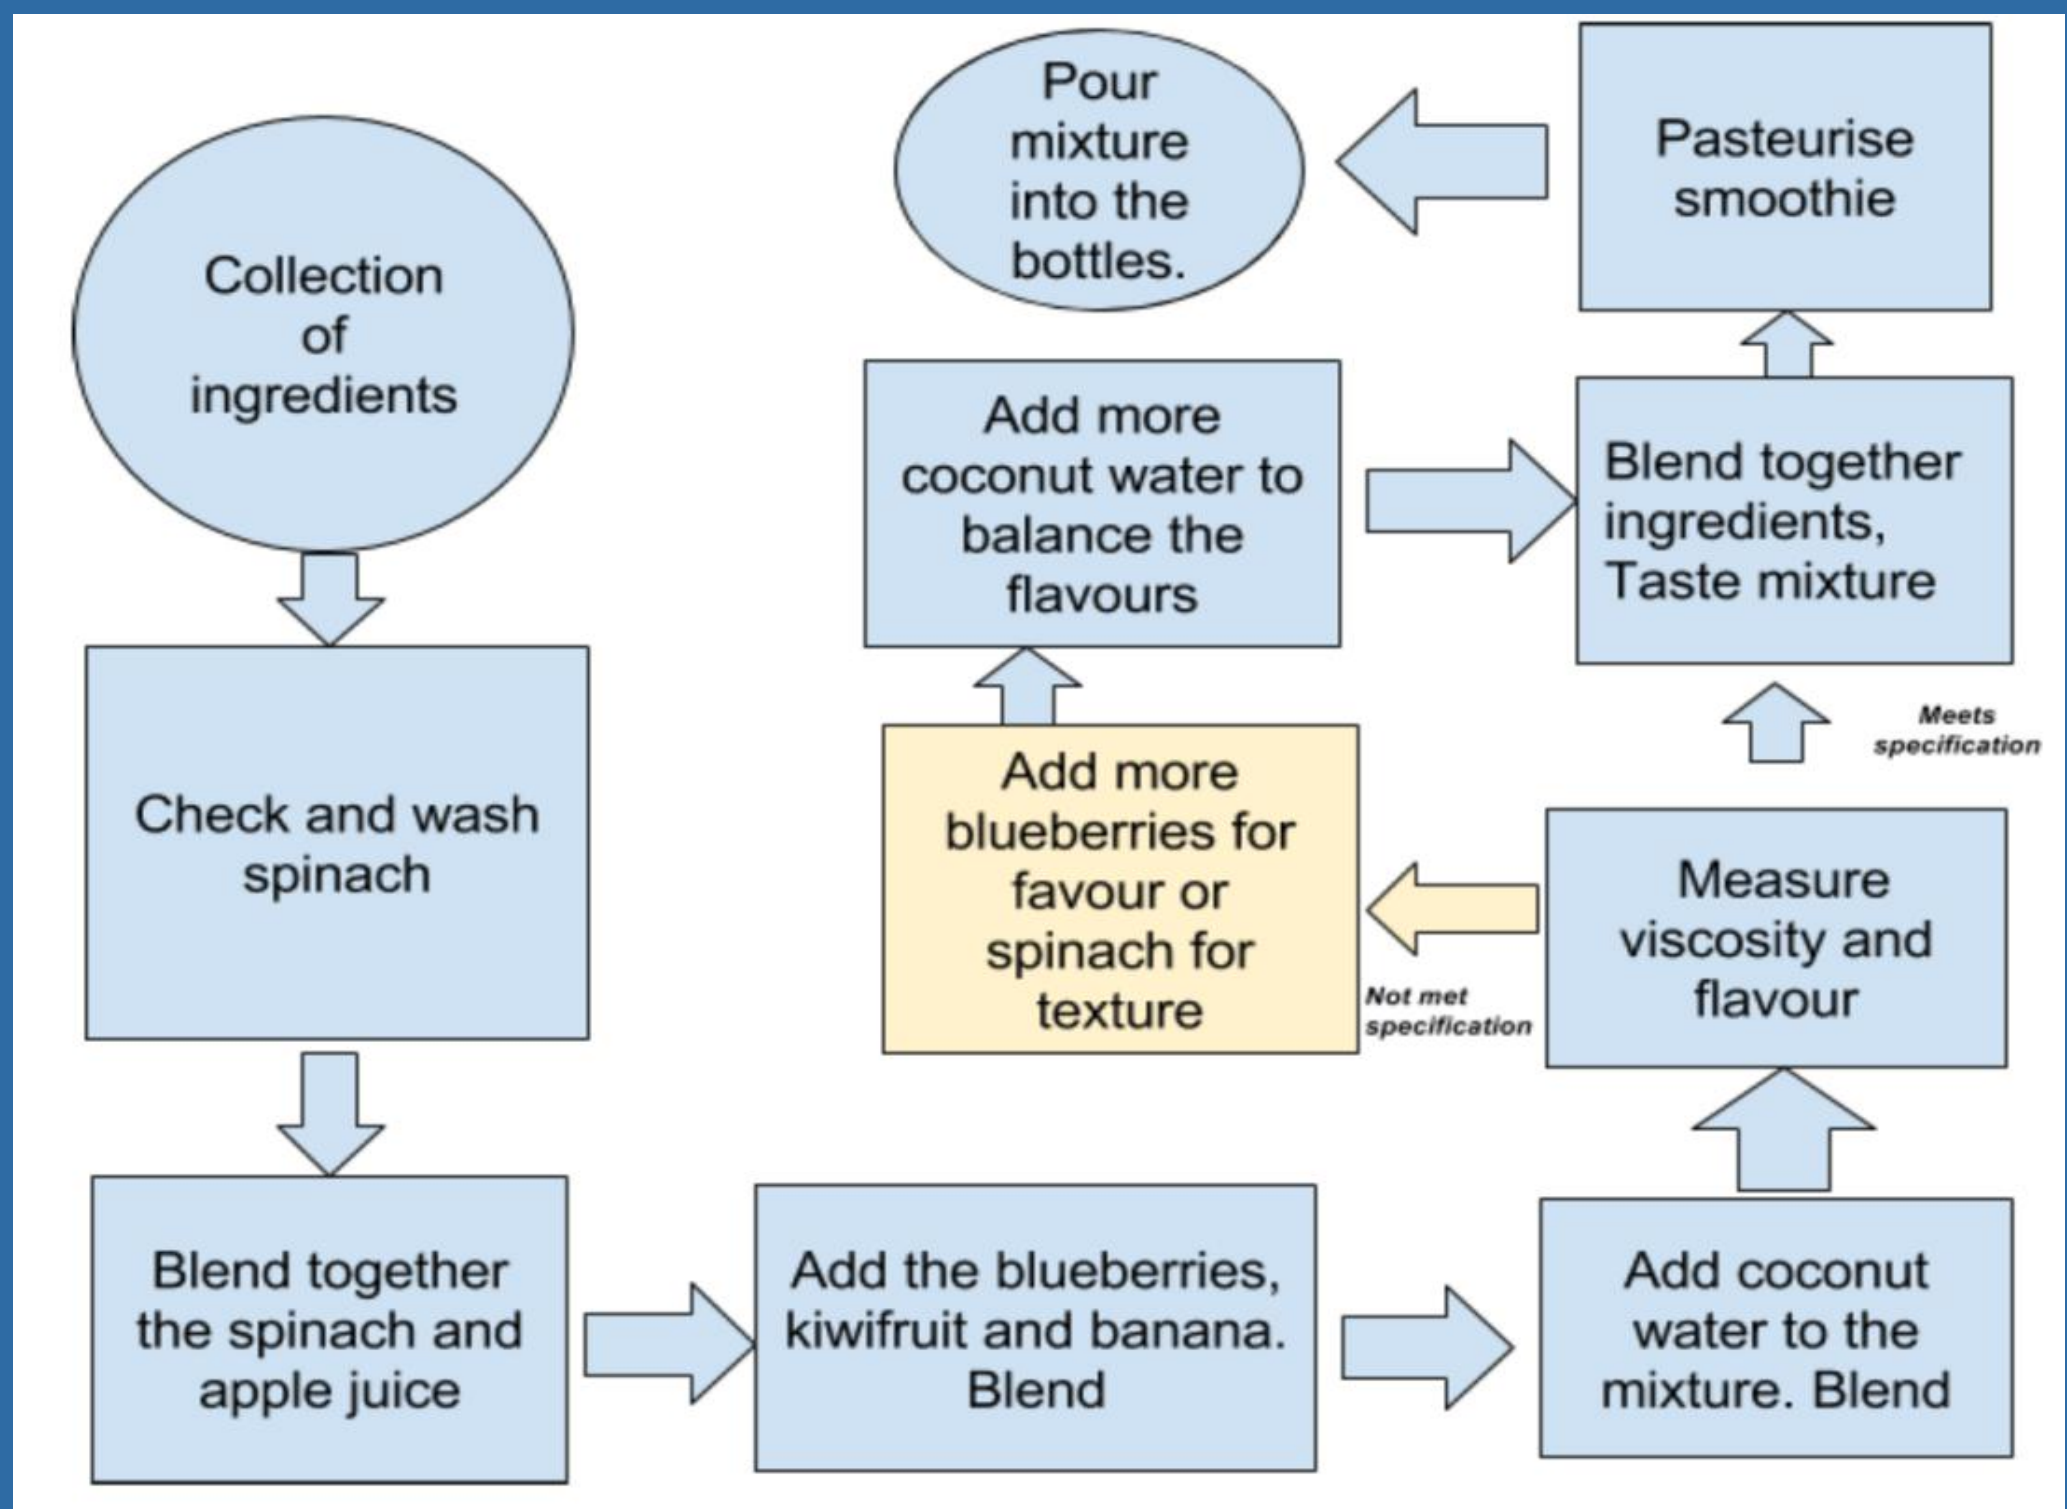 Collection
of
ingredients
Check and wash
spinach
Blend together
the spinach and
apple juice
Add the blueberries,
kiwifruit and banana.
Blend
Add coconut
water to the
mixture. Blend
Measure
viscosity and
flavour
Not met
specification
Add more
blueberries for
favour or
spinach for
texture
Add more
coconut water to
balance the
flavours
Meets
specification
Blend together
ingredients,
Taste mixture
Pasteurise
smoothie
Pour
mixture
into the
bottles.